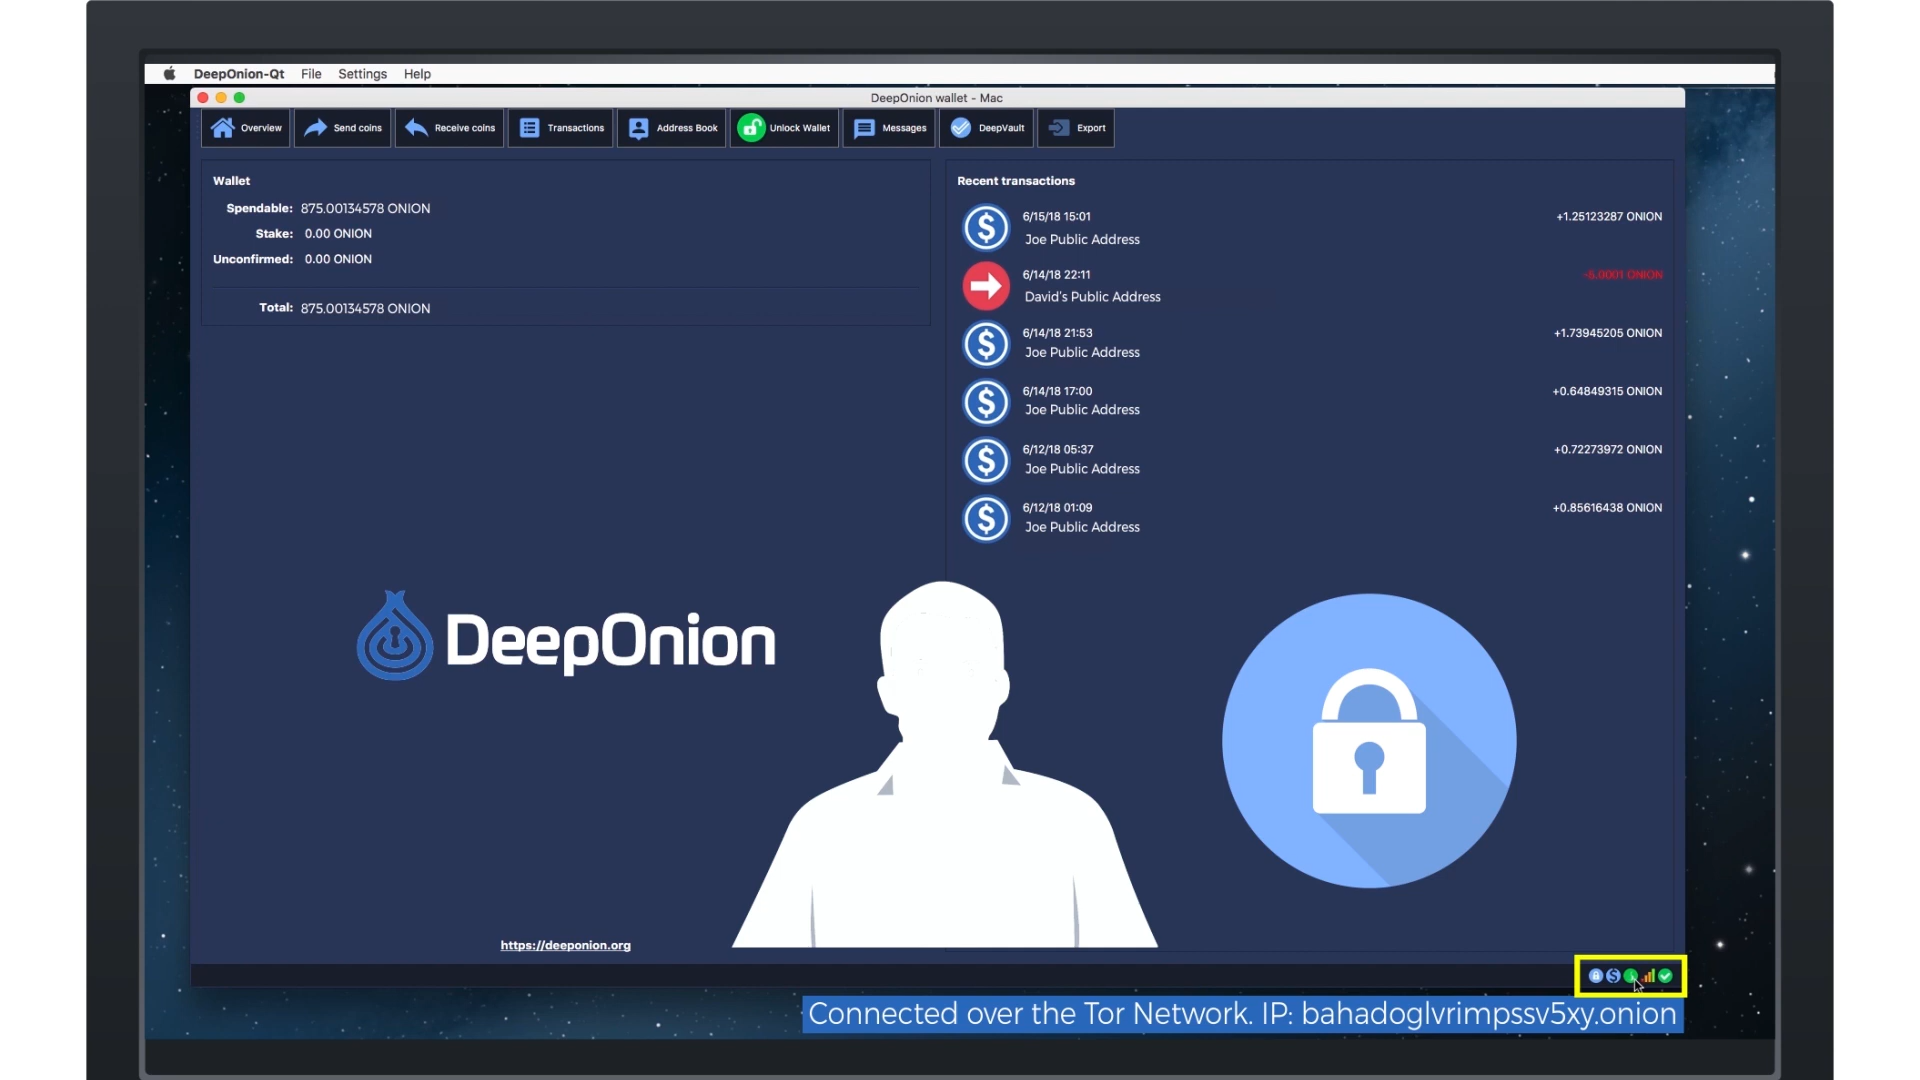 DeepOnion-Qt File Settings Help
DeepOnion wallet - Mac
Overview Send coins Receive coins Transactions Address Book Unlock Wallet Messages DeepVault Export
Wallet
Spendable: 875.00134578 ONION
Stake: 0.00 ONION
Unconfirmed: 0.00 ONION
Total: 875.00134578 ONION
Recent transactions
6/15/18 15:01 +1.25123287 ONION
Joe Public Address
6/14/18 22:11 -5.0001 ONION
David's Public Address
6/14/18 21:53 +1.73945205 ONION
Joe Public Address
6/14/18 17:00 +0.64849315 ONION
Joe Public Address
6/12/18 05:37 +0.72273972 ONION
Joe Public Address
6/12/18 01:09 +0.85616438 ONION
Joe Public Address
DeepOnion
https://deeponion.org
Connected over the Tor Network. IP: bahadoglvrimpssv5xy.onion